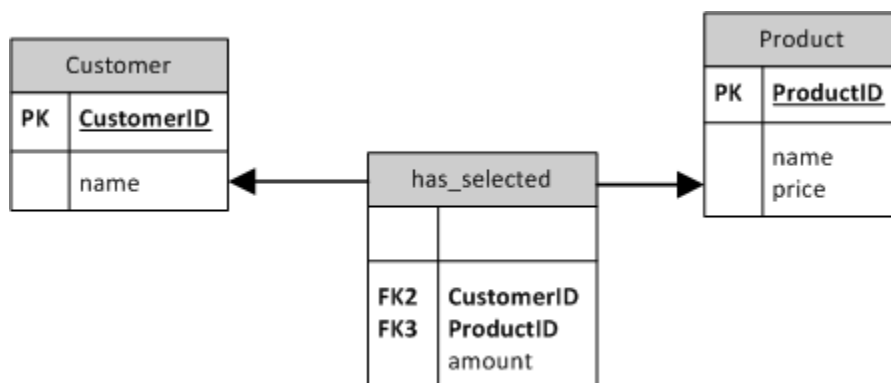 Customer
PK CustomerID
name
has_selected
FK2 CustomerID
FK3 ProductID
amount
Product
PK ProductID
name
price